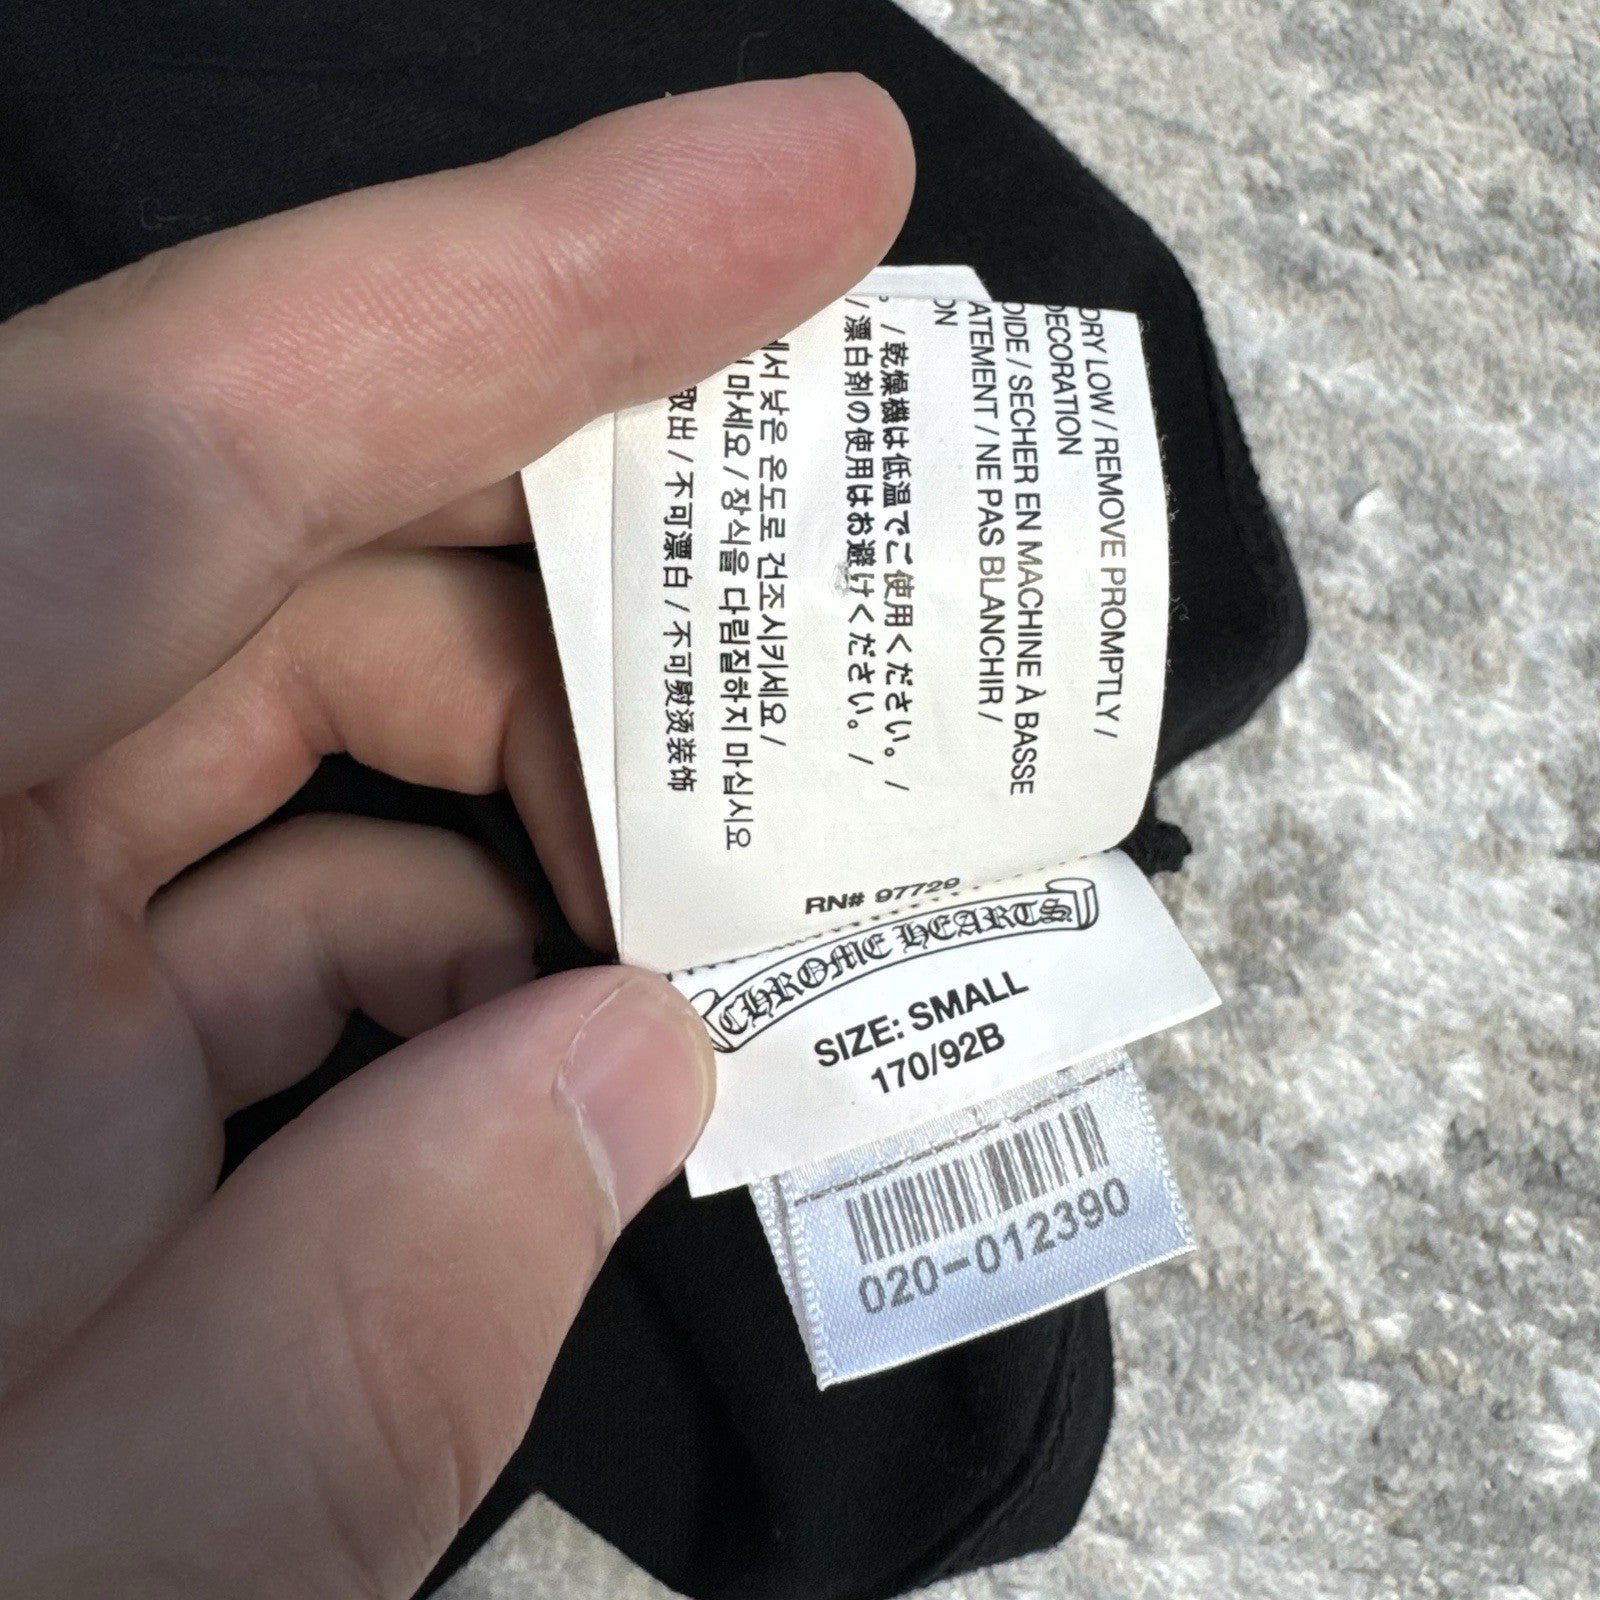 DRY LOW / REMOVE PROMPTLY /
DECORATION
OIDE / SECHER EN MACHINE À BASSE
ATEMENT / NE PAS BLANCHIR /
ON
/ 乾燥機は低温でご使用ください。 /
/ 漂白剤の使用はお避けください。 /
에서 낮은 온도로 건조시키세요 /
마세요 / 장식을 다림질하지 마십시요
取出 / 不可漂白 / 不可熨烫装饰
RN# 97729
CHROME HEARTS
SIZE: SMALL
170/92B
020-012390